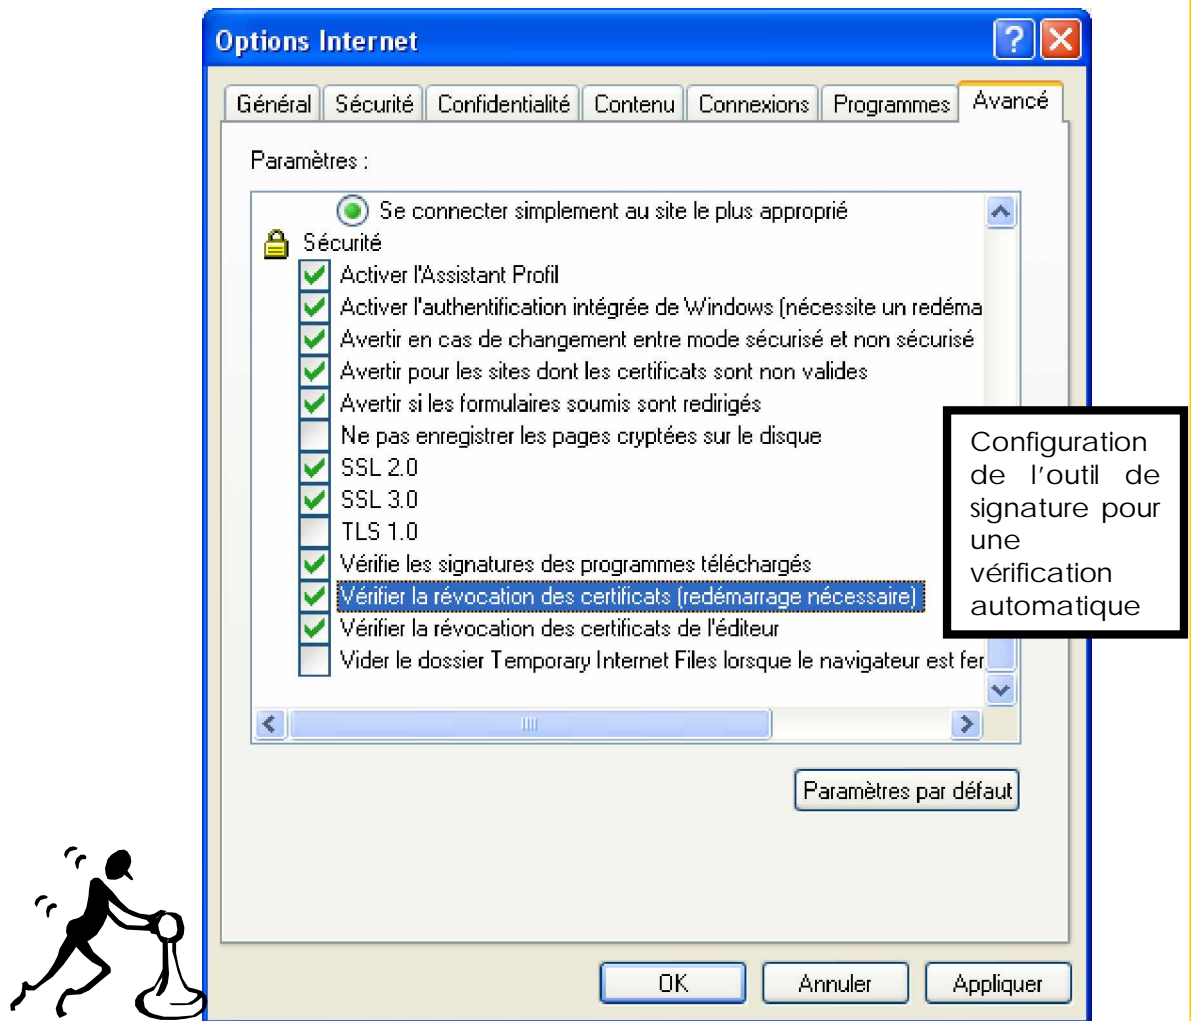 Options Internet
Général Sécurité Confidentialité Contenu Connexions Programmes Avancé
Paramètres :
Se connecter simplement au site le plus approprié
Sécurité
Activer l'Assistant Profil
Activer l'authentification intégrée de Windows (nécessite un redéma
Avertir en cas de changement entre mode sécurisé et non sécurisé
Avertir pour les sites dont les certificats sont non valides
Avertir si les formulaires soumis sont redirigés
Ne pas enregistrer les pages cryptées sur le disque
SSL 2.0
SSL 3.0
TLS 1.0
Vérifie les signatures des programmes téléchargés
Vérifier la révocation des certificats (redémarrage nécessaire)
Vérifier la révocation des certificats de l'éditeur
Vider le dossier Temporary Internet Files lorsque le navigateur est fer
Configuration
de l'outil de
signature pour
une
vérification
automatique
Paramètres par défaut
OK Annuler Appliquer